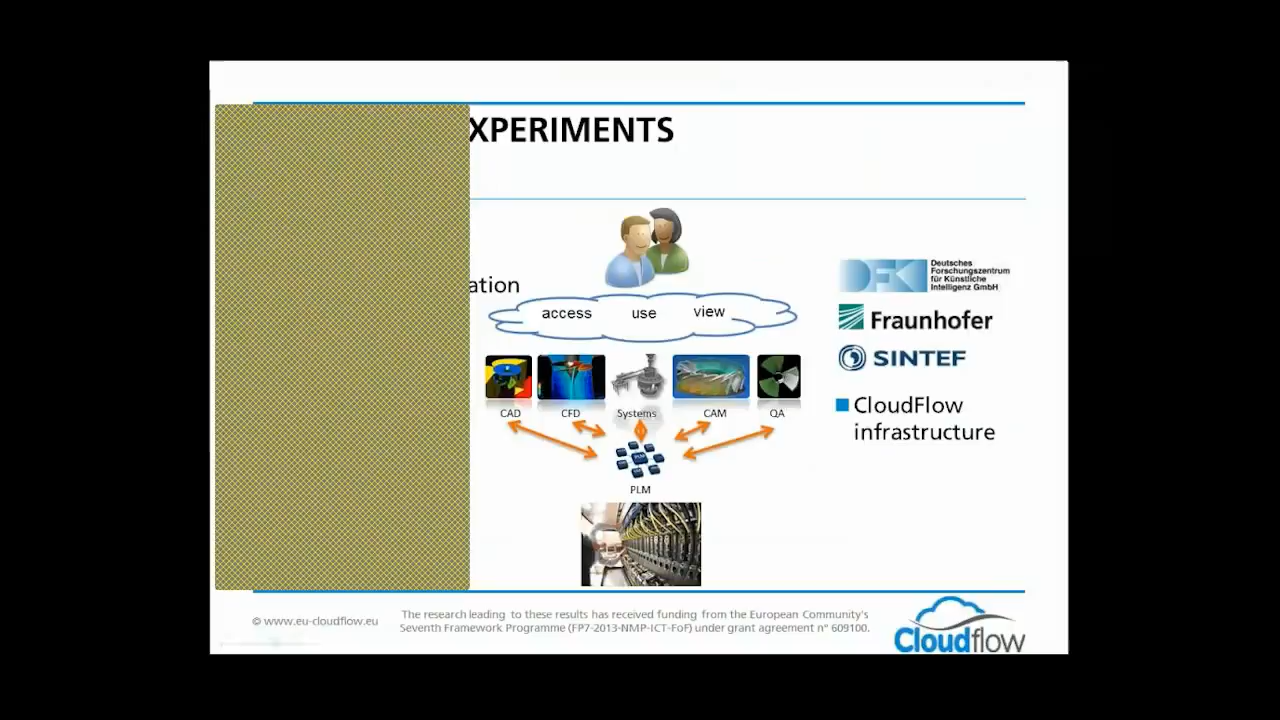 XPERIMENTS
ation
access use view
CAD CFD Systems CAM QA
PLM
Deutsches
Forschungszentrum
für Künstliche
Intelligenz GmbH
Fraunhofer
SINTEF
CloudFlow
infrastructure
© www.eu-cloudflow.eu
The research leading to these results has received funding from the European Community's
Seventh Framework Programme (FP7-2013-NMP-ICT-FoF) under grant agreement n° 609100.
Cloudflow